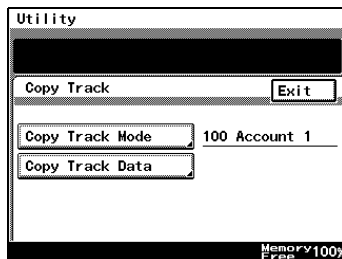 Utility
Copy Track
Exit
Copy Track Mode
100 Account 1
Copy Track Data
Memory
Free 100%